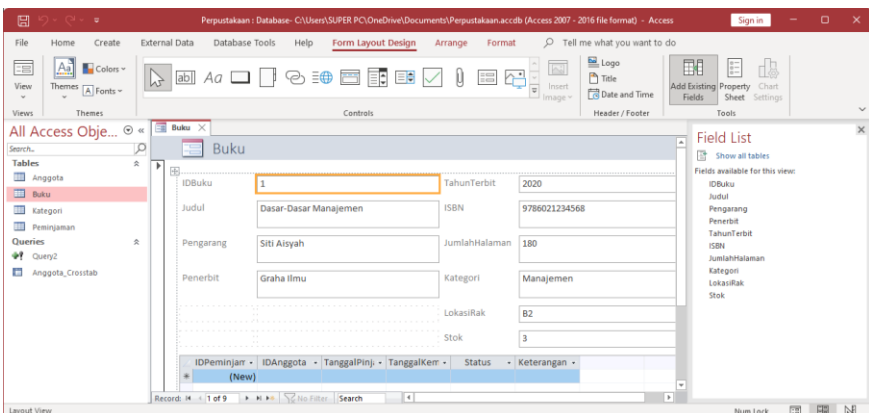 Perpustakaan : Database- C:\Users\SUPER PC\OneDrive\Documents\Perpustakaan.accdb (Access 2007 - 2016 file format) - Access
Sign in
File Home Create External Data Database Tools Help Form Layout Design Arrange Format Tell me what you want to do
View
Views
Aa
Themes
Colors
A Fonts
Themes
ab Aa
Controls
Insert
Image
Logo
Title
Date and Time
Header / Footer
Add Existing
Fields
Property
Sheet
Chart
Settings
Tools
All Access Obje...
Search...
Tables
Anggota
Buku
Kategori
Peminjaman
Queries
Query2
Anggota_Crosstab
Buku
Buku
IDBuku 1
Judul Dasar-Dasar Manajemen
Pengarang Siti Aisyah
Penerbit Graha Ilmu
TahunTerbit 2020
ISBN 9786021234568
JumlahHalaman 180
Kategori Manajemen
LokasiRak B2
Stok 3
IDPeminjam IDAnggota TanggalPinj TanggalKem Status Keterangan
(New)
Record: 1 of 9 No Filter Search
Field List
Show all tables
Fields available for this view:
IDBuku
Judul
Pengarang
Penerbit
TahunTerbit
ISBN
JumlahHalaman
Kategori
LokasiRak
Stok
Layout View
Num Lock